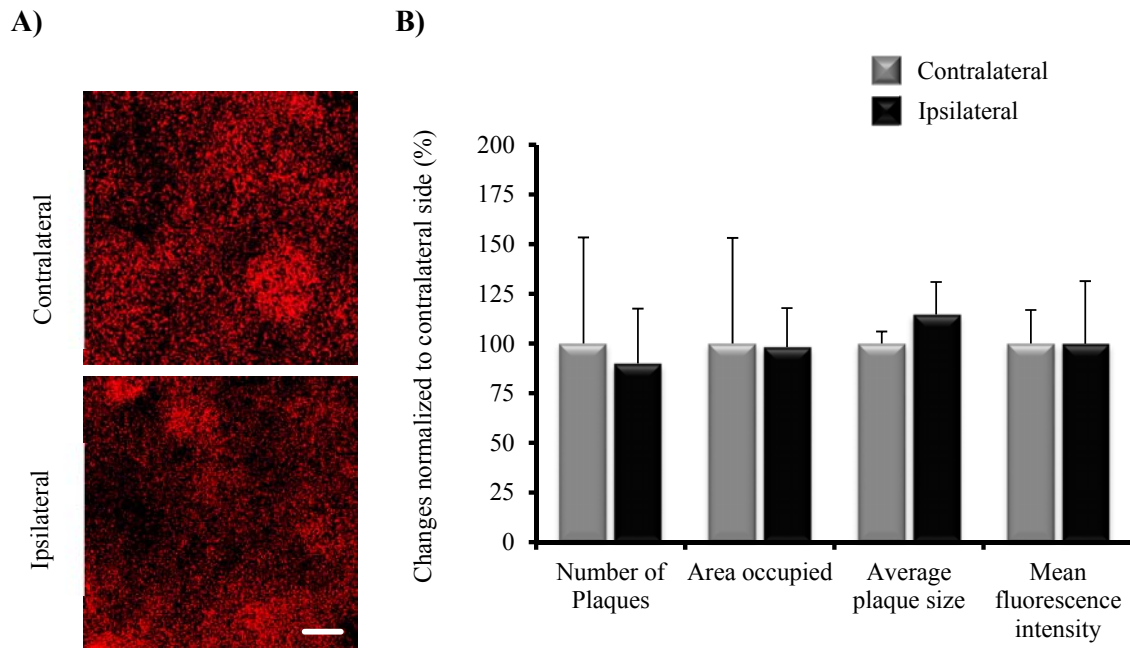 A)
Contralateral
Ipsilateral
B)
Contralateral
Ipsilateral
Changes normalized to contralateral side (%)
200
175
150
125
100
75
50
25
0
Number of
Plaques
Area occupied
Average
plaque size
Mean
fluorescence
intensity